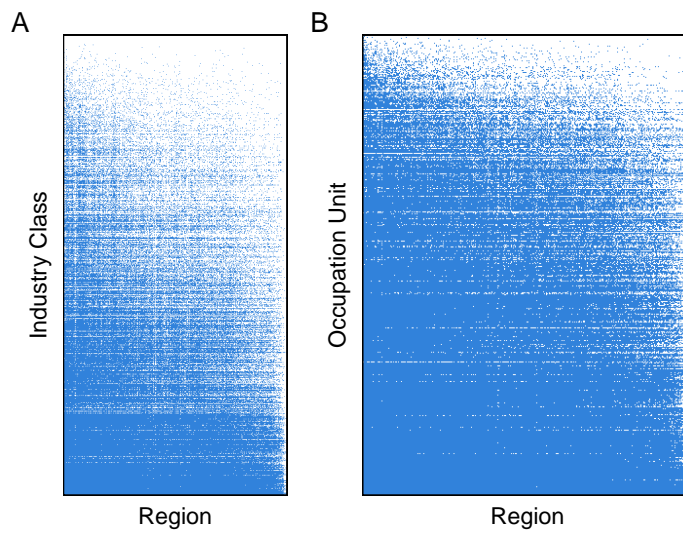 A
B
Industry Class
Occupation Unit
Region
Region